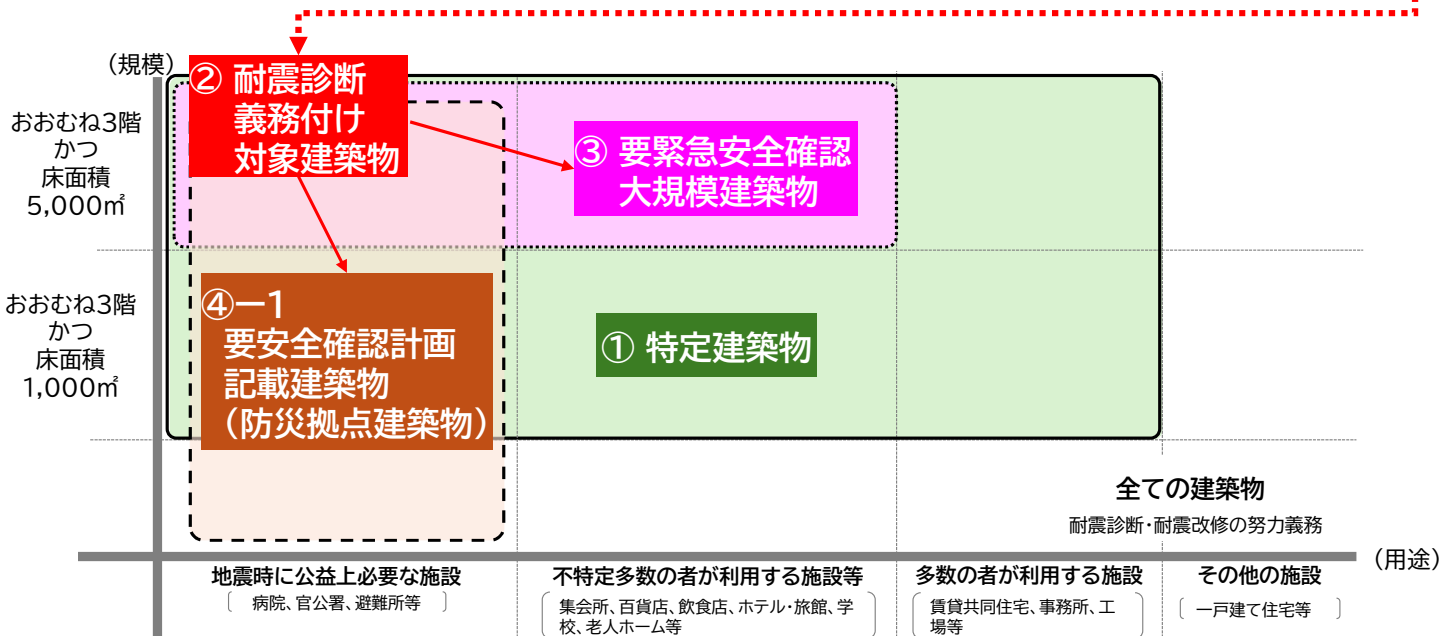 (規模)
おおむね3階
かつ
床面積
5,000㎡
おおむね3階
かつ
床面積
1,000㎡
② 耐震診断
義務付け
対象建築物
③ 要緊急安全確認
大規模建築物
④ー1
要安全確認計画
記載建築物
(防災拠点建築物)
① 特定建築物
全ての建築物
耐震診断・耐震改修の努力義務
(用途)
地震時に公益上必要な施設
〔 病院、官公署、避難所等 〕
不特定多数の者が利用する施設等
集会所、百貨店、飲食店、ホテル・旅館、学
校、老人ホーム等
多数の者が利用する施設
賃貸共同住宅、事務所、工
場等
その他の施設
〔 一戸建て住宅等 〕